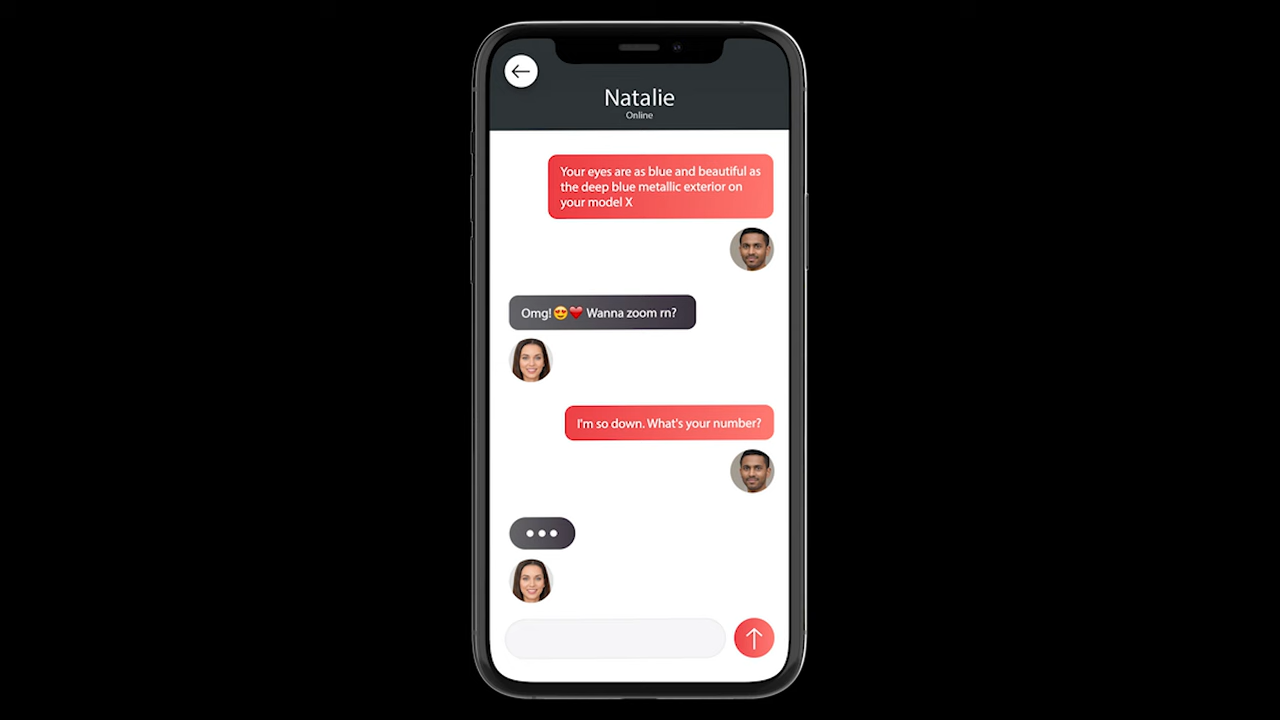 Natalie
Online
Your eyes are as blue and beautiful as
the deep blue metallic exterior on
your model X
Omg!😍❤️ Wanna zoom rn?
I'm so down. What's your number?